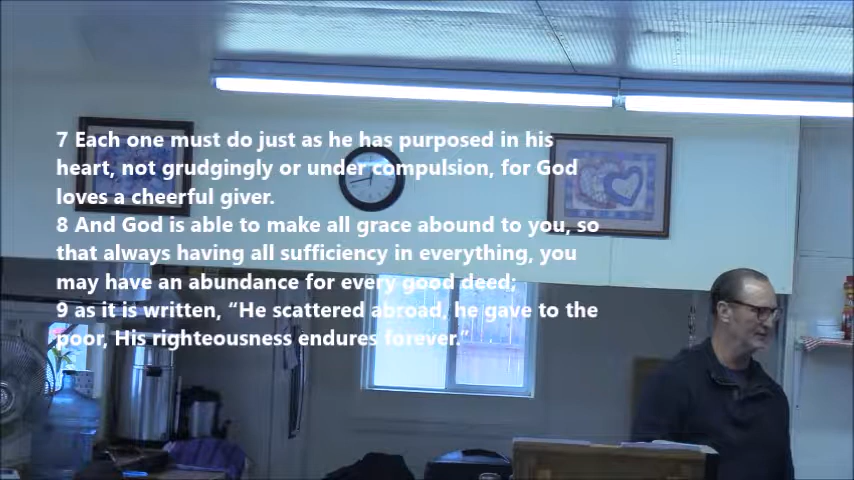 7 Each one must do just as he has purposed in his
heart, not grudgingly or under compulsion, for God
loves a cheerful giver.
8 And God is able to make all grace abound to you, so
that always having all sufficiency in everything, you
may have an abundance for every good deed;
9 as it is written, “He scattered abroad, he gave to the
poor, His righteousness endures forever.”